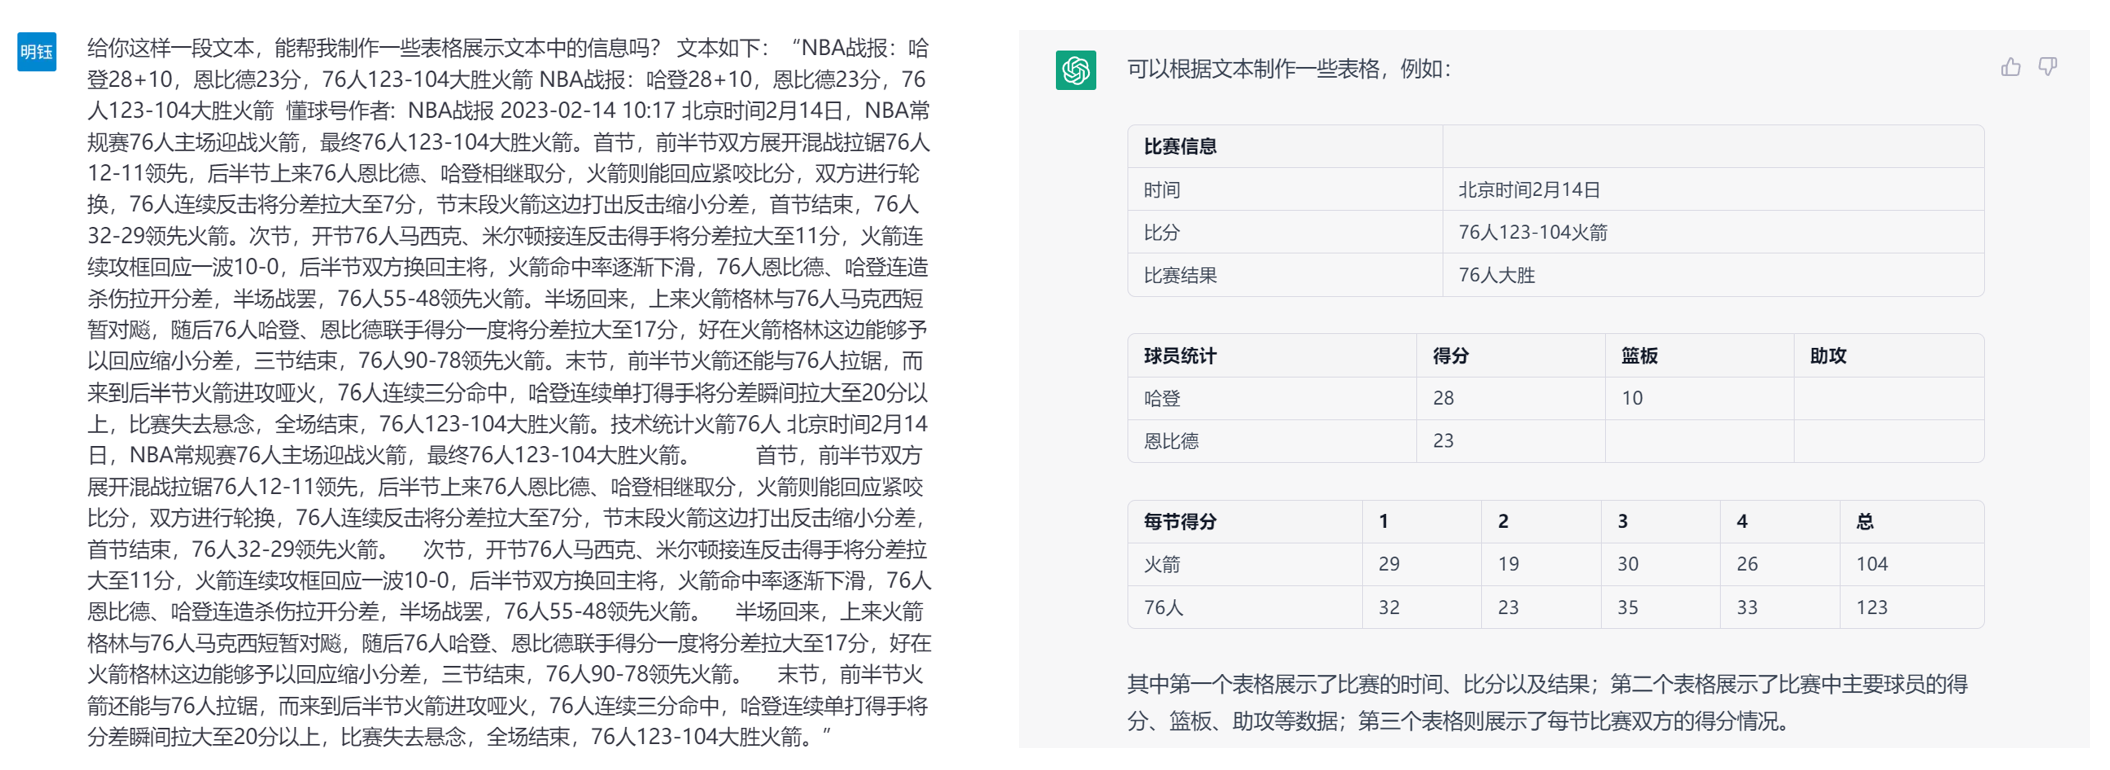 明钰
给你这样一段文本，能帮我制作一些表格展示文本中的信息吗？ 文本如下：“NBA战报：哈
登28+10，恩比德23分，76人123-104大胜火箭 NBA战报：哈登28+10，恩比德23分，76
人123-104大胜火箭 懂球号作者: NBA战报 2023-02-14 10:17 北京时间2月14日，NBA常
规赛76人主场迎战火箭，最终76人123-104大胜火箭。首节，前半节双方展开混战拉锯76人
12-11领先，后半节上来76人恩比德、哈登相继取分，火箭则能回应紧咬比分，双方进行轮
换，76人连续反击将分差拉大至7分，节末段火箭这边打出反击缩小分差，首节结束，76人
32-29领先火箭。次节，开节76人马西克、米尔顿接连反击得手将分差拉大至11分，火箭连
续攻框回应一波10-0，后半节双方换回主将，火箭命中率逐渐下滑，76人恩比德、哈登连造
杀伤拉开分差，半场战罢，76人55-48领先火箭。半场回来，上来火箭格林与76人马克西短
暂对飚，随后76人哈登、恩比德联手得分一度将分差拉大至17分，好在火箭格林这边能够予
以回应缩小分差，三节结束，76人90-78领先火箭。末节，前半节火箭还能与76人拉锯，而
来到后半节火箭进攻哑火，76人连续三分命中，哈登连续单打得手将分差瞬间拉大至20分以
上，比赛失去悬念，全场结束，76人123-104大胜火箭。技术统计火箭76人 北京时间2月14
日，NBA常规赛76人主场迎战火箭，最终76人123-104大胜火箭。 首节，前半节双方
展开混战拉锯76人12-11领先，后半节上来76人恩比德、哈登相继取分，火箭则能回应紧咬
比分，双方进行轮换，76人连续反击将分差拉大至7分，节末段火箭这边打出反击缩小分差，
首节结束，76人32-29领先火箭。 次节，开节76人马西克、米尔顿接连反击得手将分差拉
大至11分，火箭连续攻框回应一波10-0，后半节双方换回主将，火箭命中率逐渐下滑，76人
恩比德、哈登连造杀伤拉开分差，半场战罢，76人55-48领先火箭。 半场回来，上来火箭
格林与76人马克西短暂对飚，随后76人哈登、恩比德联手得分一度将分差拉大至17分，好在
火箭格林这边能够予以回应缩小分差，三节结束，76人90-78领先火箭。 末节，前半节火
箭还能与76人拉锯，而来到后半节火箭进攻哑火，76人连续三分命中，哈登连续单打得手将
分差瞬间拉大至20分以上，比赛失去悬念，全场结束，76人123-104大胜火箭。”
可以根据文本制作一些表格，例如：
比赛信息
时间 北京时间2月14日
比分 76人123-104火箭
比赛结果 76人大胜
球员统计 得分 篮板 助攻
哈登 28 10
恩比德 23
每节得分 1 2 3 4 总
火箭 29 19 30 26 104
76人 32 23 35 33 123
其中第一个表格展示了比赛的时间、比分以及结果；第二个表格展示了比赛中主要球员的得
分、篮板、助攻等数据；第三个表格则展示了每节比赛双方的得分情况。